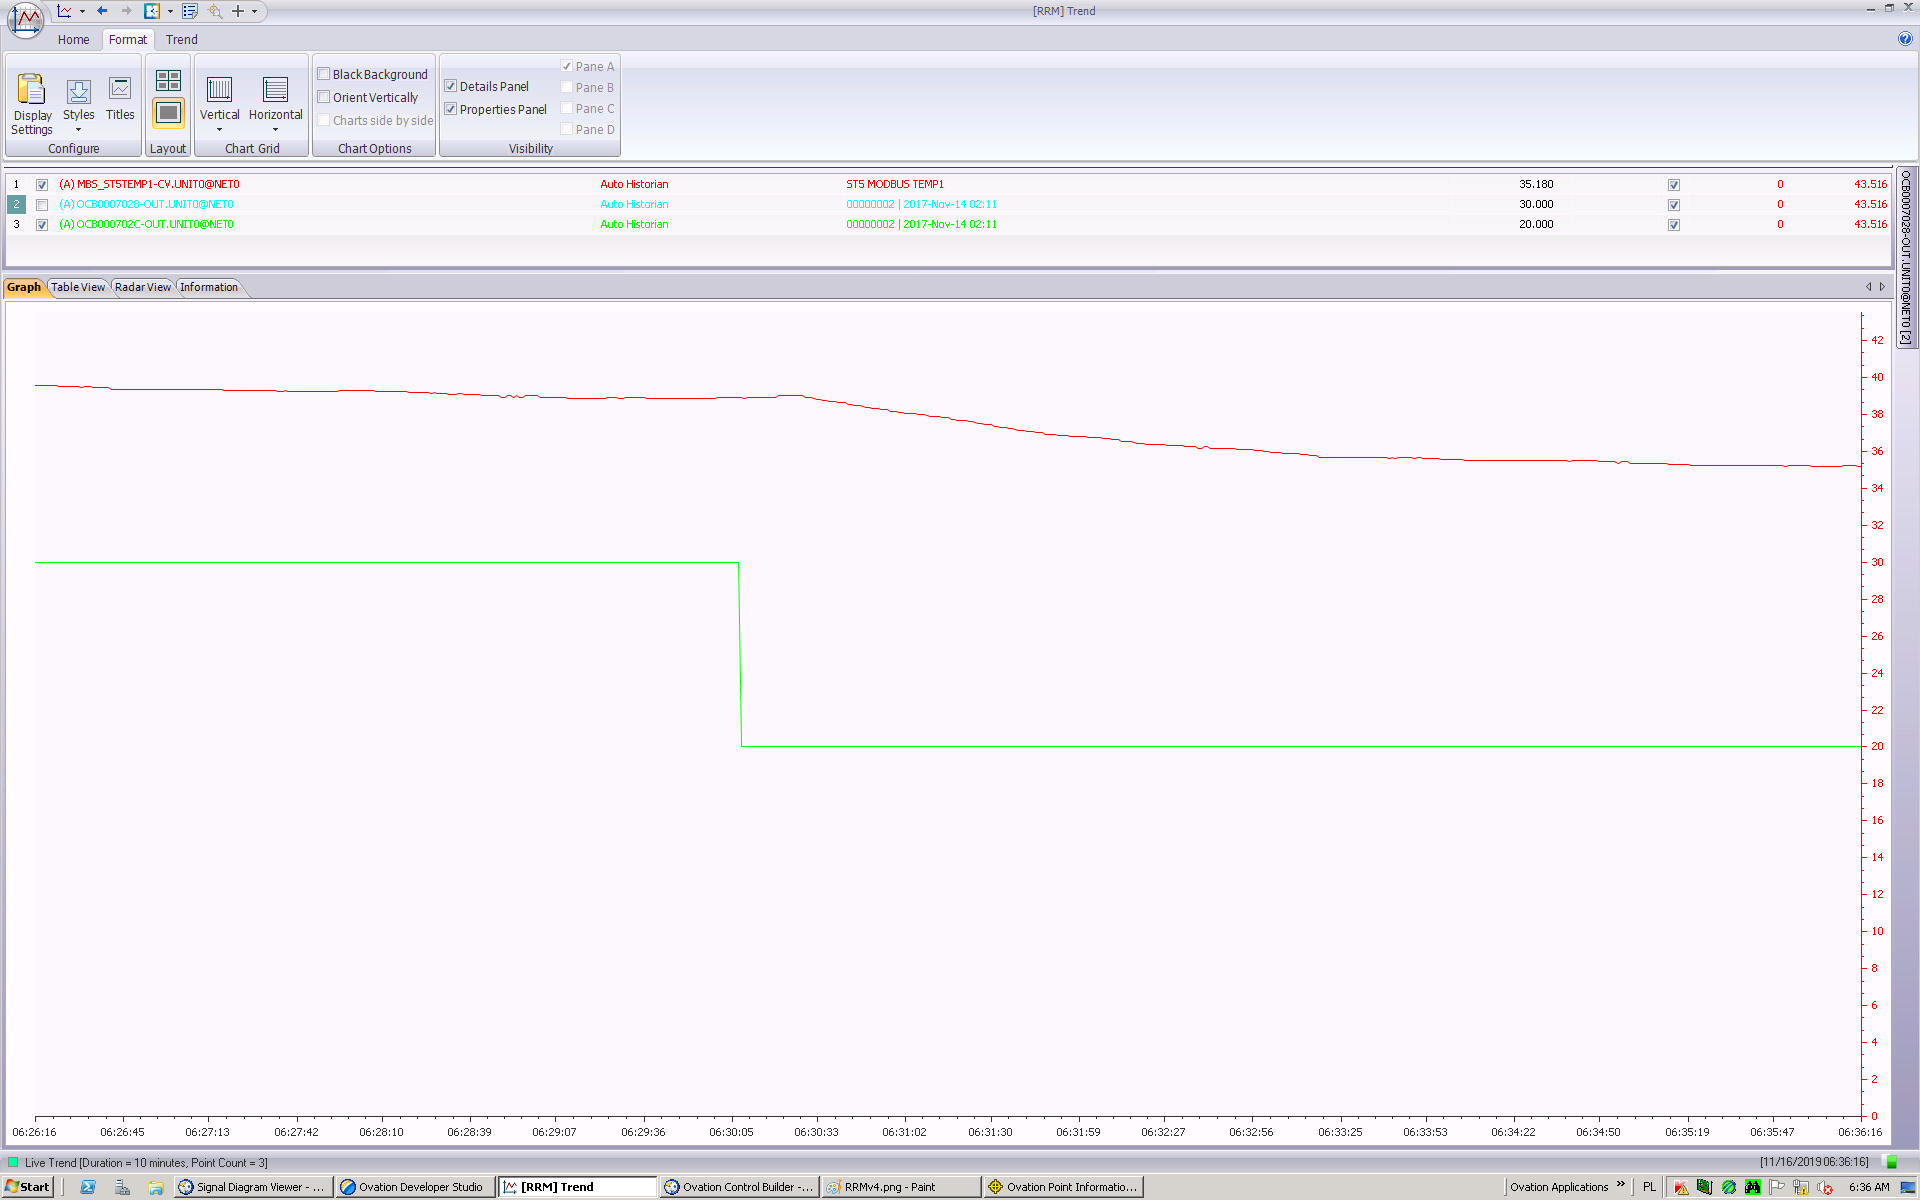 [RRM] Trend
Home Format Trend
Display Settings
Styles
Titles
Configure
Layout
Vertical
Horizontal
Chart Grid
Black Background
Orient Vertically
Charts side by side
Chart Options
Details Panel
Properties Panel
Pane A
Pane B
Pane C
Pane D
Visibility
1 (A) MBS_ST5TEMP1-CV.UNIT0@NET0 Auto Historian ST5 MODBUS TEMP1 35.180 0 43.516
2 (A) OCB0007028-OUT.UNIT0@NET0 Auto Historian 00000002 | 2017-Nov-14 02:11 30.000 0 43.516
3 (A) OCB000702C-OUT.UNIT0@NET0 Auto Historian 00000002 | 2017-Nov-14 02:11 20.000 0 43.516
OCB0007028-OUT.UNIT0@NET0 [2]
Graph Table View Radar View Information
42
40
38
36
34
32
30
28
26
24
22
20
18
16
14
12
10
8
6
4
2
0
06:26:16 06:26:45 06:27:13 06:27:42 06:28:10 06:28:39 06:29:07 06:29:36 06:30:05 06:30:33 06:31:02 06:31:30 06:31:59 06:32:27 06:32:56 06:33:25 06:33:53 06:34:22 06:34:50 06:35:19 06:35:47 06:36:16
Live Trend [Duration = 10 minutes, Point Count = 3] [11/16/2019 06:36:16]
Start Signal Diagram Viewer - ... Ovation Developer Studio [RRM] Trend Ovation Control Builder -... RRMv4.png - Paint Ovation Point Informatio... Ovation Applications » PL 6:36 AM